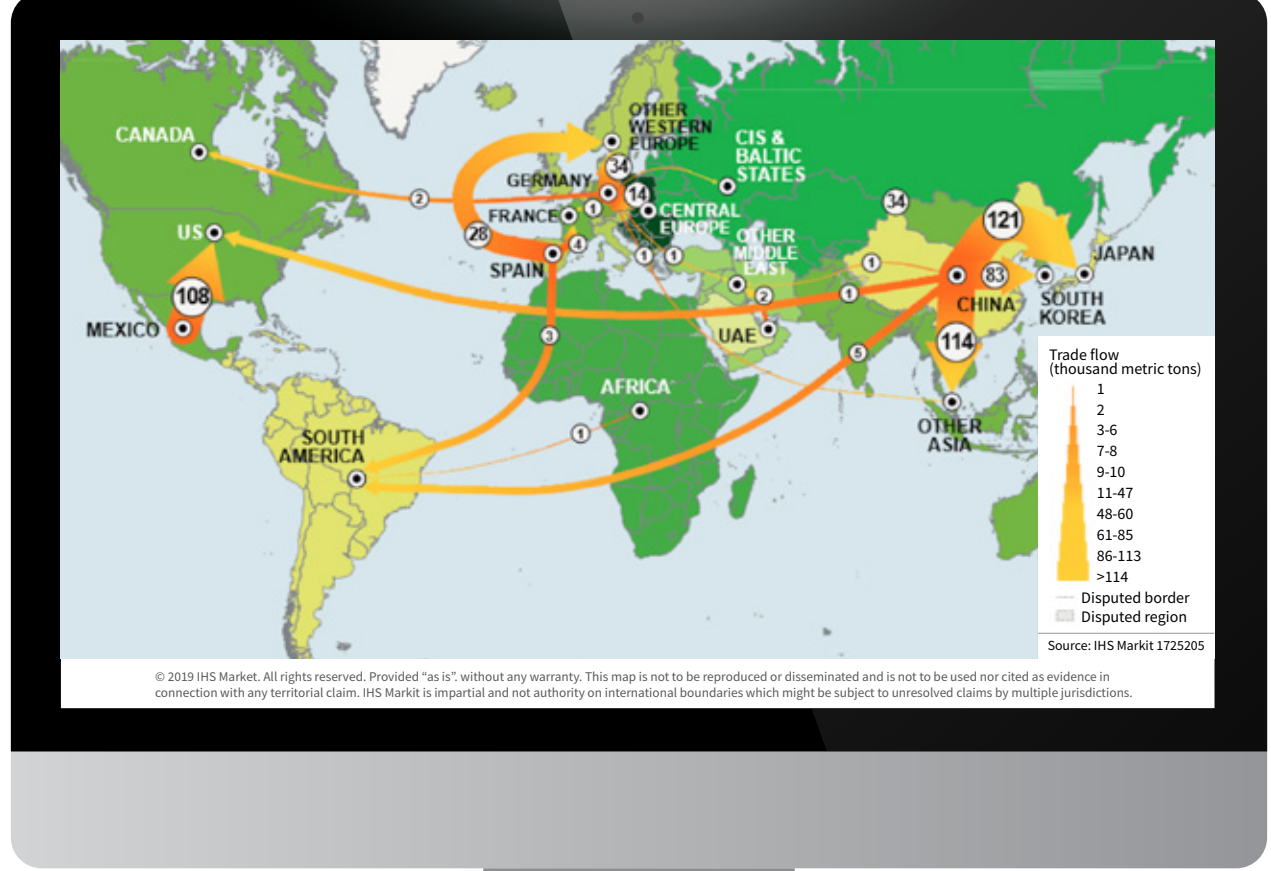 CANADA
2
US
108
MEXICO
SOUTH
AMERICA
OTHER
WESTERN
EUROPE
34
GERMANY
14
1
FRANCE
28
4
SPAIN
CENTRAL
EUROPE
1
1
CIS &
BALTIC
STATES
OTHER
MIDDLE
EAST
2
UAE
3
AFRICA
1
34
1
1
5
121
83
CHINA
114
JAPAN
SOUTH
KOREA
OTHER
ASIA
Trade flow
(thousand metric tons)
1
2
3-6
7-8
9-10
11-47
48-60
61-85
86-113
>114
Disputed border
Disputed region
Source: IHS Markit 1725205
© 2019 IHS Market. All rights reserved. Provided “as is”. without any warranty. This map is not to be reproduced or disseminated and is not to be used nor cited as evidence in
connection with any territorial claim. IHS Markit is impartial and not authority on international boundaries which might be subject to unresolved claims by multiple jurisdictions.